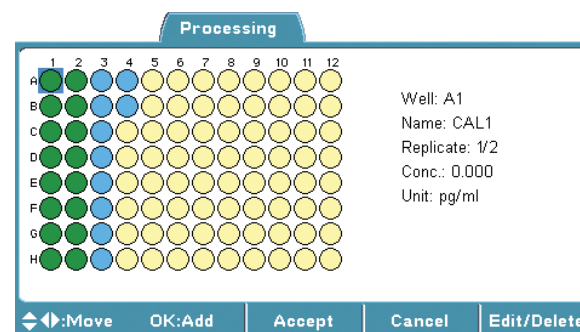 Processing
1 2 3 4 5 6 7 8 9 10 11 12
A
B
C
D
E
F
G
H
Well: A1
Name: CAL1
Replicate: 1/2
Conc.: 0.000
Unit: pg/ml
:Move OK:Add Accept Cancel Edit/Delete